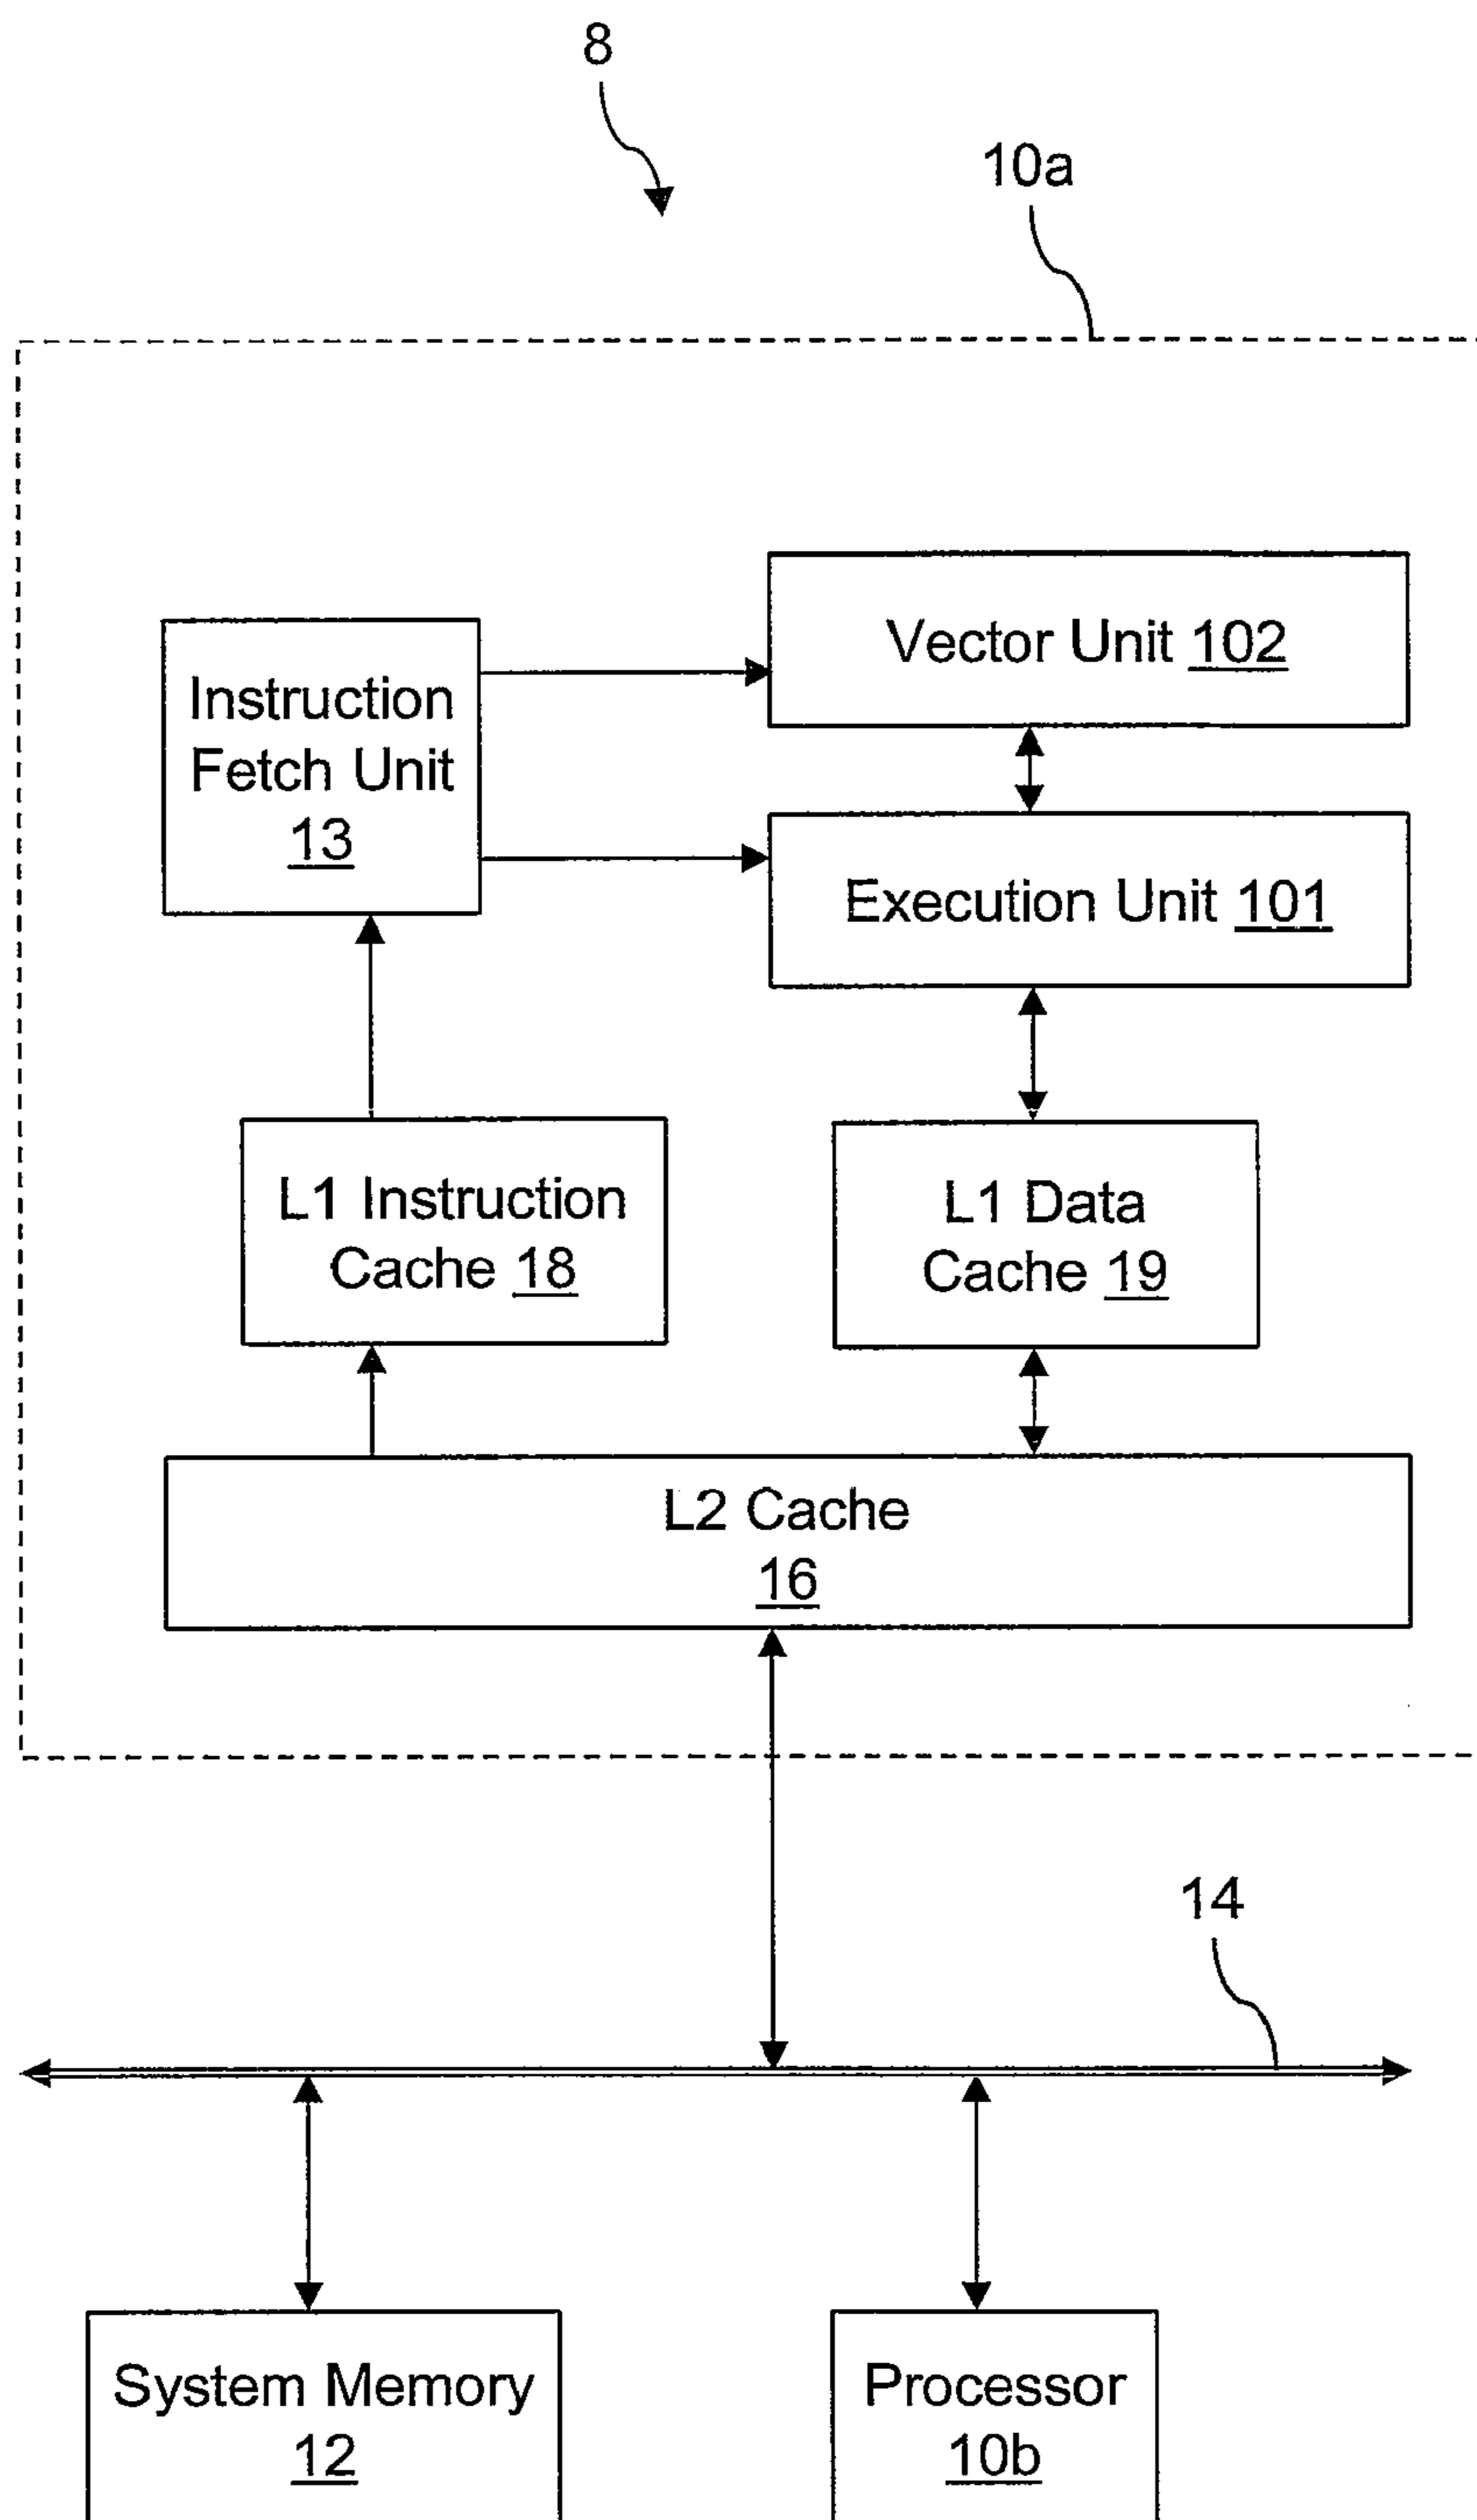 8
10a
Vector Unit 102
Instruction
Fetch Unit
13
Execution Unit 101
L1 Instruction
Cache 18
L1 Data
Cache 19
L2 Cache
16
14
System Memory
12
Processor
10b